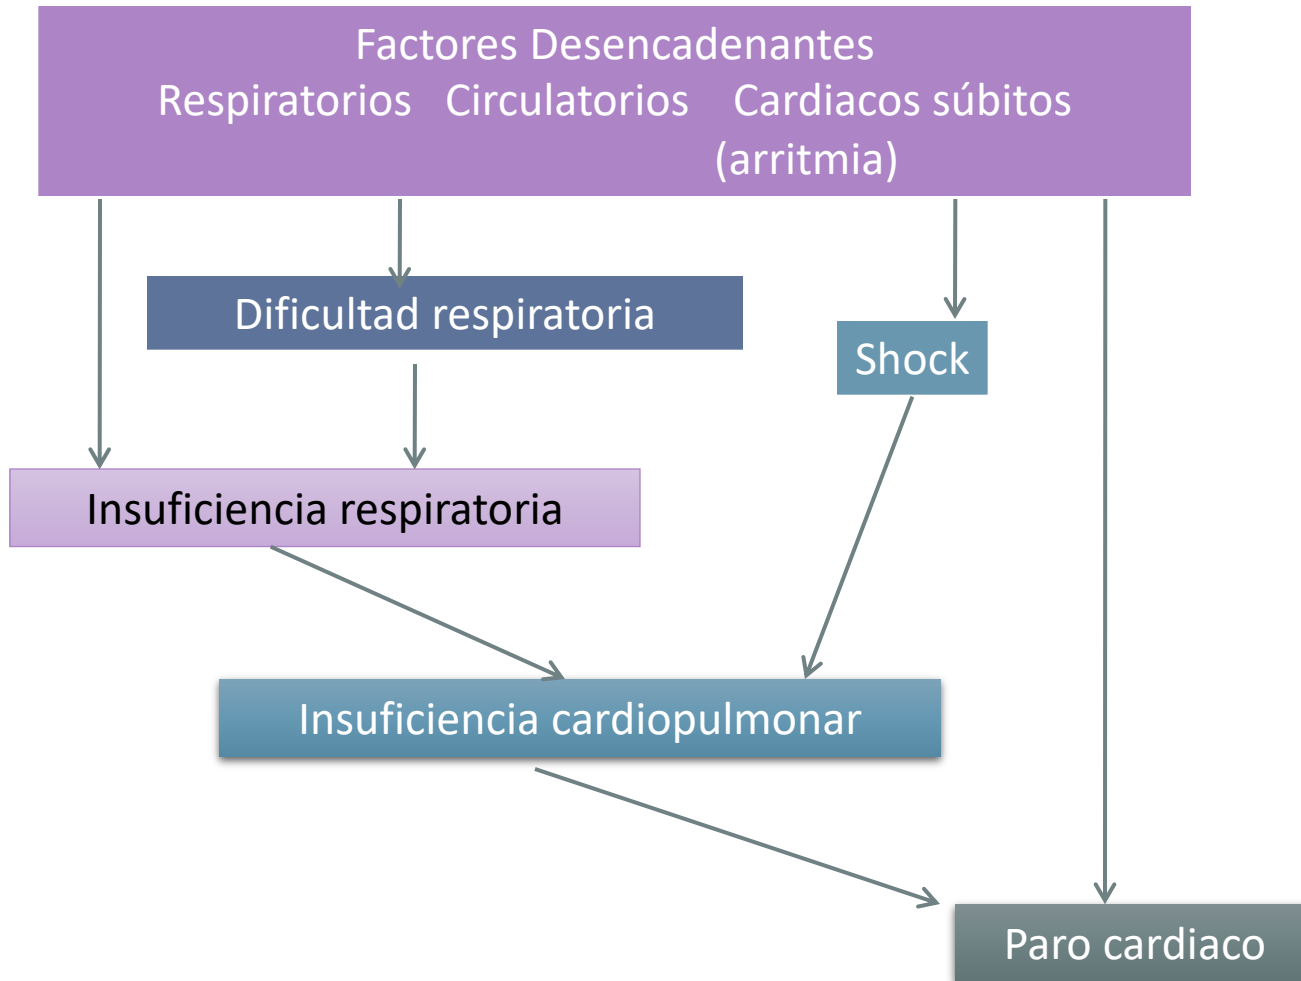 Factores Desencadenantes
Respiratorios Circulatorios Cardiacos súbitos
(arritmia)
Dificultad respiratoria
Shock
Insuficiencia respiratoria
Insuficiencia cardiopulmonar
Paro cardiaco